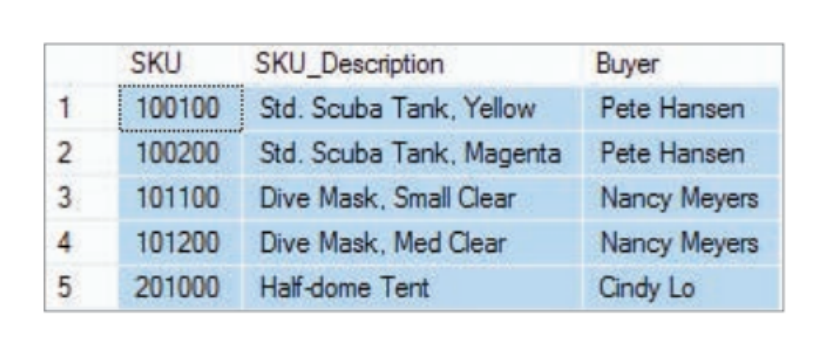 SKU SKU_Description Buyer
1 100100 Std. Scuba Tank, Yellow Pete Hansen
2 100200 Std. Scuba Tank, Magenta Pete Hansen
3 101100 Dive Mask, Small Clear Nancy Meyers
4 101200 Dive Mask, Med Clear Nancy Meyers
5 201000 Half-dome Tent Cindy Lo